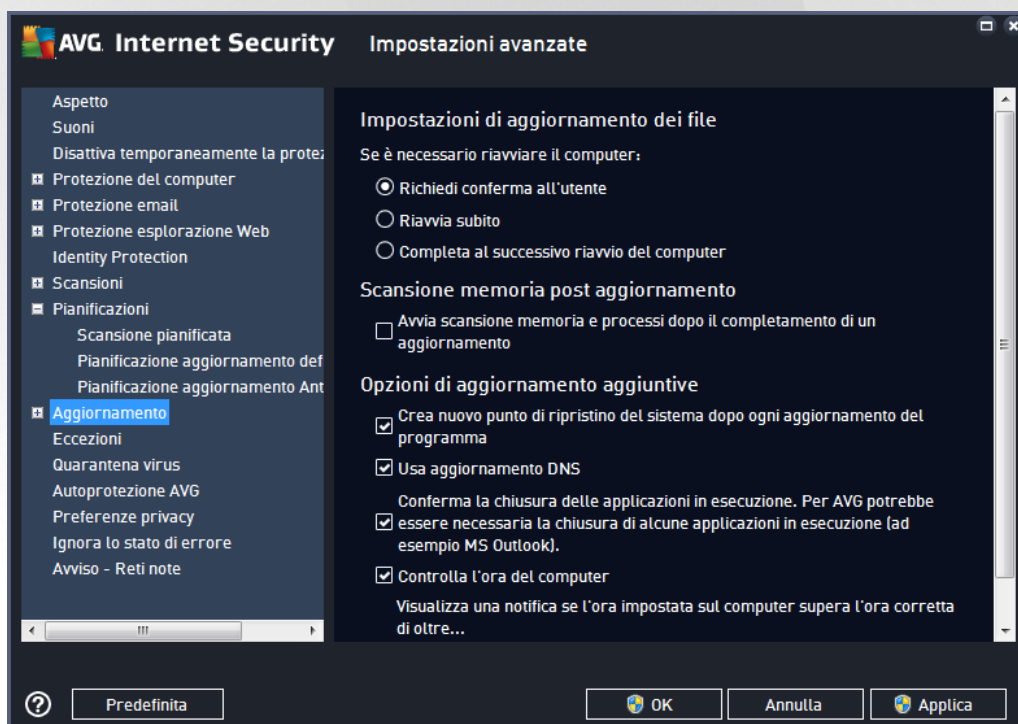 AVG. Internet Security
Impostazioni avanzate
Aspetto
Suoni
Disattiva temporaneamente la
Protezione del computer
Protezione email
Protezione esplorazione Web
Identity Protection
Scansioni
Pianificazioni
Scansione pianificata
Pianificazione aggiornamento def
Pianificazione aggiornamento Ant
Aggiornamento
Eccezioni
Quarantena virus
Autoprotezione AVG
Preferenze privacy
Ignora lo stato di errore
Avviso - Reti note
Impostazioni di aggiornamento dei file
Se è necessario riavviare il computer:
Richiedi conferma all'utente
Riavvia subito
Completa al successivo riavvio del computer
Scansione memoria post aggiornamento
Avvia scansione memoria e processi dopo il completamento di un
aggiornamento
Opzioni di aggiornamento aggiuntive
Crea nuovo punto di ripristino del sistema dopo ogni aggiornamento del
programma
Usa aggiornamento DNS
Conferma la chiusura delle applicazioni in esecuzione. Per AVG potrebbe
essere necessaria la chiusura di alcune applicazioni in esecuzione (ad
esempio MS Outlook).
Controlla l'ora del computer
Visualizza una notifica se l'ora impostata sul computer supera l'ora corretta
di oltre...
Predefinita
OK
Annulla
Applica